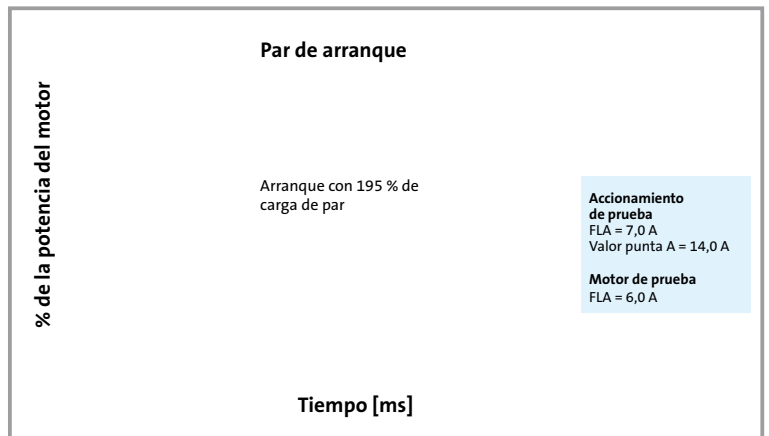 Par de arranque
% de la potencia del motor
Arranque con 195 % de
carga de par
Accionamiento
de prueba
FLA = 7,0 A
Valor punta A = 14,0 A
Motor de prueba
FLA = 6,0 A
Tiempo [ms]